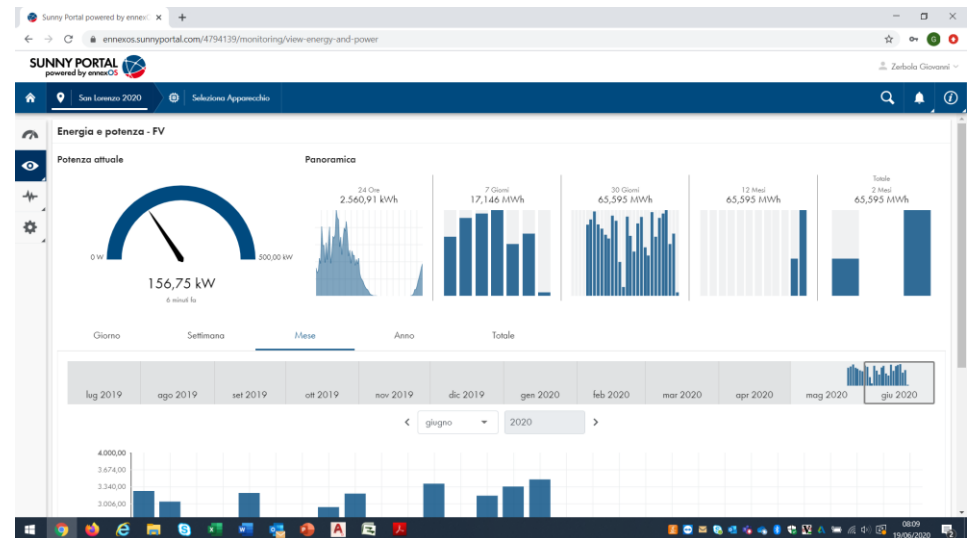 Sunny Portal powered by ennexO
ennexos.sunnyportal.com/4794139/monitoring/view-energy-and-power
G
SUNNY PORTAL
powered by ennexOS
Zerbola Giovanni
San Lorenzo 2020
Seleziona Apparecchio
Energia e potenza - FV
Potenza attuale
Panoramica
0 W
500,00 kW
156,75 kW
6 minuti fa
24 Ore
2.560,91 kWh
7 Giorni
17,146 MWh
30 Giorni
65,595 MWh
12 Mesi
65,595 MWh
Totale
2 Mesi
65,595 MWh
Giorno Settimana Mese Anno Totale
lug 2019 ago 2019 set 2019 ott 2019 nov 2019 dic 2019 gen 2020 feb 2020 mar 2020 apr 2020 mag 2020 giu 2020
giugno 2020
4.000,00
3.674,00
3.340,00
3.006,00
08:09
19/06/2020